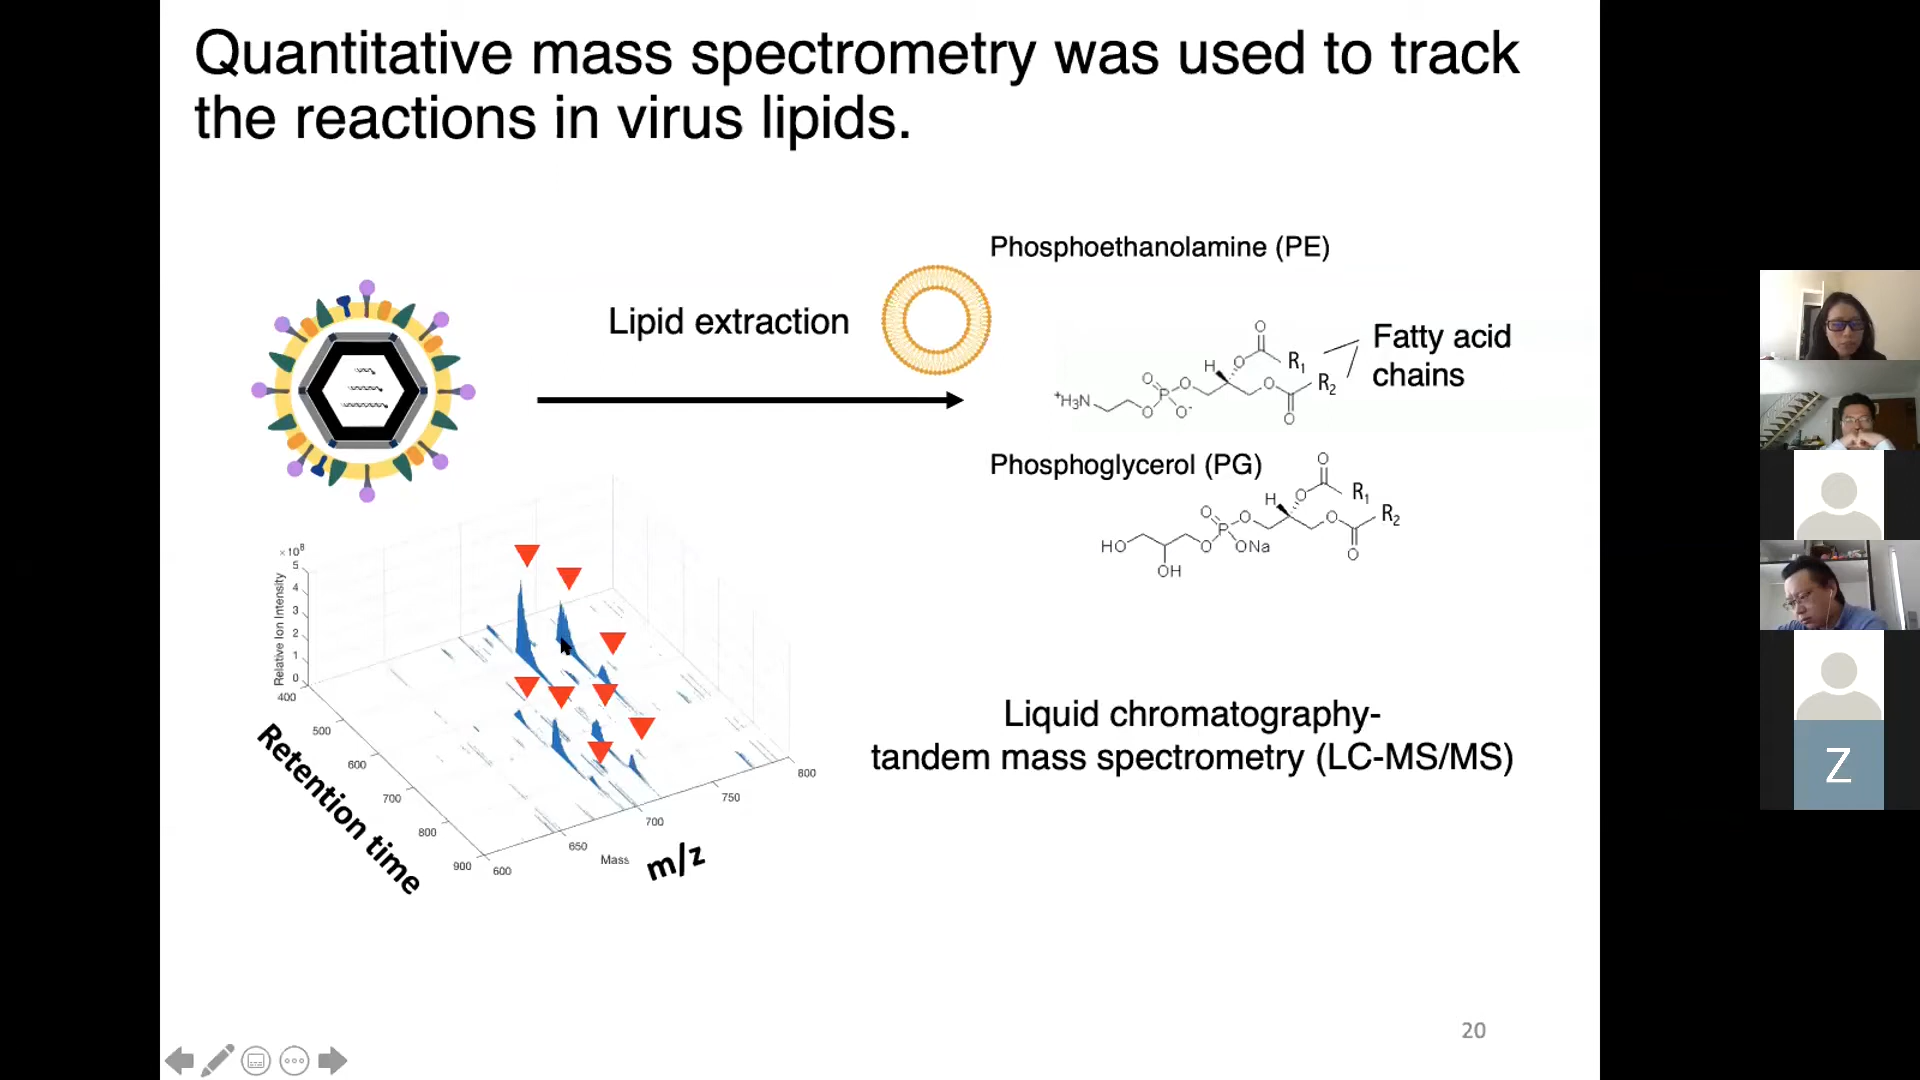 Quantitative mass spectrometry was used to track
the reactions in virus lipids.
Phosphoethanolamine (PE)
Lipid extraction
Fatty acid
chains
O
O
H
R₁
O
R₂
O
O
P
⁺H₃N
O
O⁻
O
Phosphoglycerol (PG)
O
O
H
R₁
O
R₂
O
O
P
HO
O
ONa
O
OH
×10⁸
5
4
3
2
1
0
Relative Ion Intensity
400
500
600
700
800
900
Retention time
600
650
700
750
800
Mass
m/z
Liquid chromatography-
tandem mass spectrometry (LC-MS/MS)
Z
20